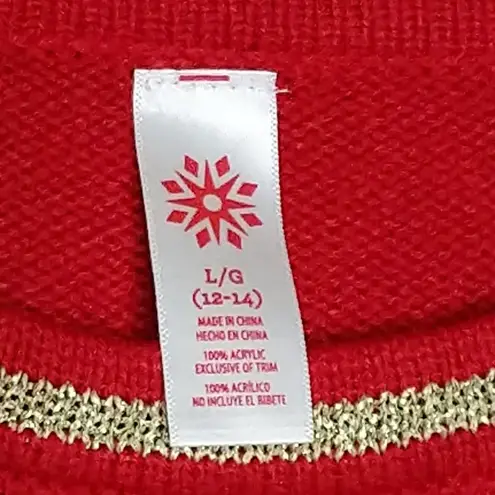 L/G
(12-14)
MADE IN CHINA
HECHO EN CHINA
100% ACRYLIC
EXCLUSIVE OF TRIM
100% ACRÍLICO
NO INCLUYE EL RIBETE